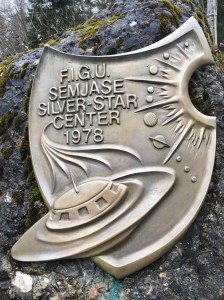 F.I.G.U.
SEMJASE
SILVER-STAR
CENTER
1978